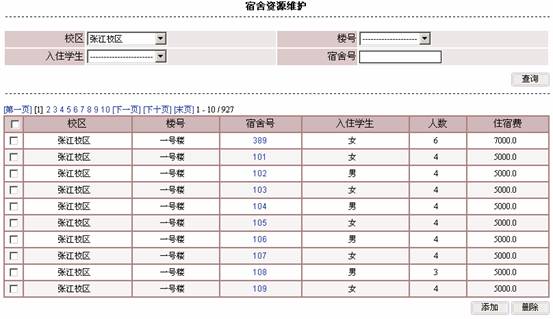 宿舍资源维护
校区 张江校区 楼号 --------------------
入住学生 ----------------------- 宿舍号
查询
[第一页] [1] 2 3 4 5 6 7 8 9 10 [下一页] [下十页] [末页] 1 - 10 / 927
校区 楼号 宿舍号 入住学生 人数 住宿费
张江校区 一号楼 389 女 6 7000.0
张江校区 一号楼 101 女 4 5000.0
张江校区 一号楼 102 男 4 5000.0
张江校区 一号楼 103 女 4 5000.0
张江校区 一号楼 104 男 4 5000.0
张江校区 一号楼 105 女 4 5000.0
张江校区 一号楼 106 男 4 5000.0
张江校区 一号楼 107 女 4 5000.0
张江校区 一号楼 108 男 3 5000.0
张江校区 一号楼 109 女 4 5000.0
添加 删除